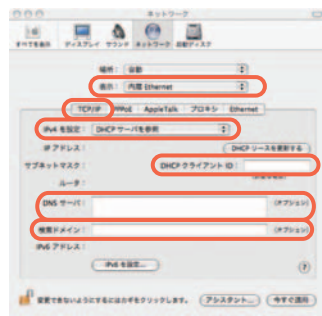 ネットワーク
すべてを表示 ディスプレイ サウンド ネットワーク 起動ディスク
場所： 自動
表示： 内蔵 Ethernet
TCP/IP PPPoE AppleTalk プロキシ Ethernet
IPv4 を設定： DHCP サーバを参照
IP アドレス： DHCP リースを更新する
サブネットマスク： DHCP クライアント ID：
ルータ：
DNS サーバ： (オプション)
検索ドメイン： (オプション)
IPv6 アドレス：
IPv6 を設定... ?
変更できないようにするにはカギをクリックします。 アシスタント... 今すぐ適用